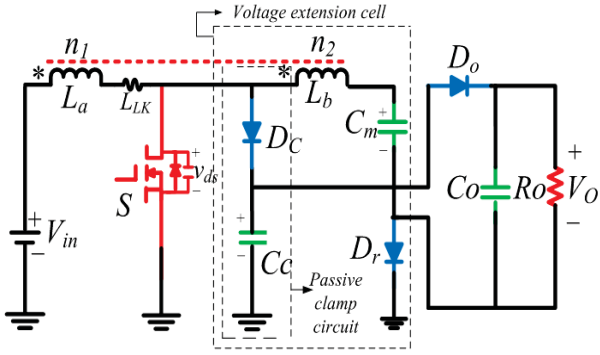 Voltage extension cell
n1 n2
* *
La LLK Lb Do
DC Cm
+
−
+
vds
−
S
+
Vin
−
+
Cc
−
Dr
Co Ro
+
VO
−
Passive
clamp
circuit